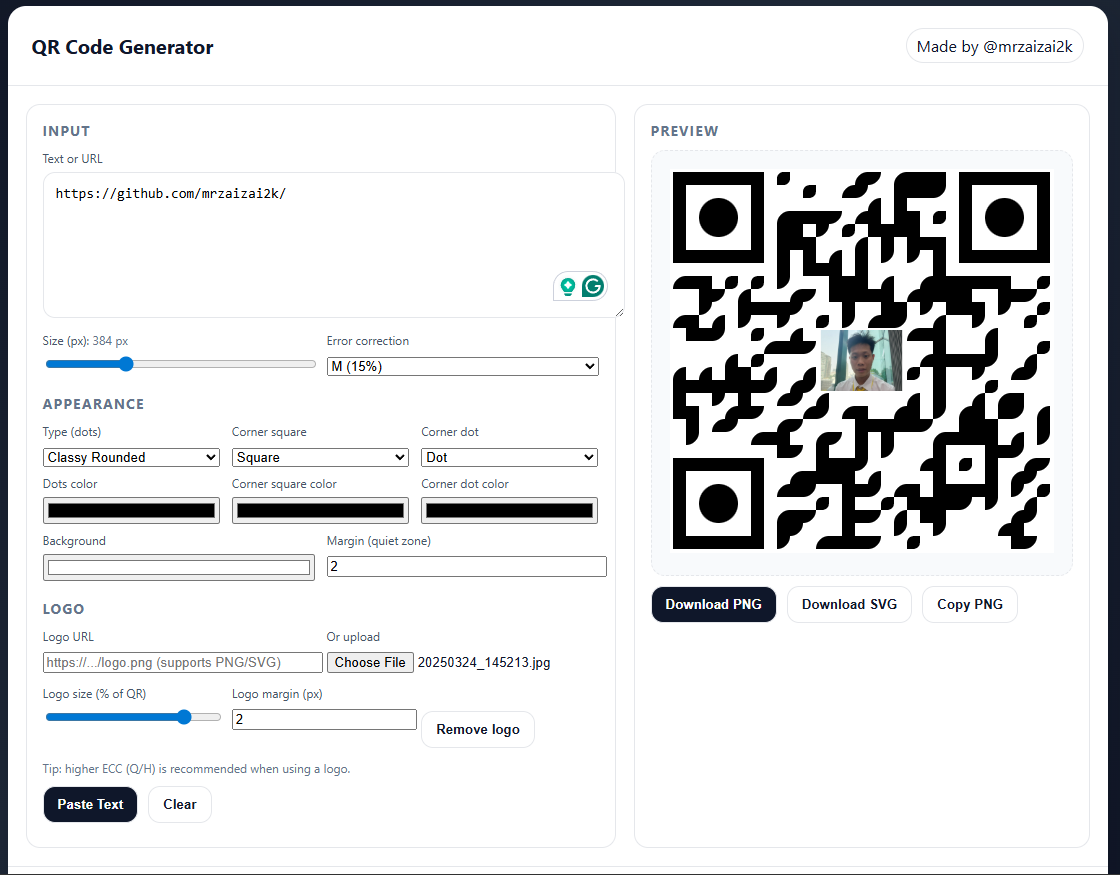 QR Code Generator
Made by @mrzaizai2k
INPUT
Text or URL
https://github.com/mrzaizai2k/
Size (px): 384 px
Error correction
M (15%)
APPEARANCE
Type (dots)
Corner square
Corner dot
Classy Rounded
Square
Dot
Dots color
Corner square color
Corner dot color
Background
Margin (quiet zone)
2
LOGO
Logo URL
Or upload
https://.../logo.png (supports PNG/SVG)
Choose File 20250324_145213.jpg
Logo size (% of QR)
Logo margin (px)
2
Remove logo
Tip: higher ECC (Q/H) is recommended when using a logo.
Paste Text
Clear
PREVIEW
Download PNG
Download SVG
Copy PNG